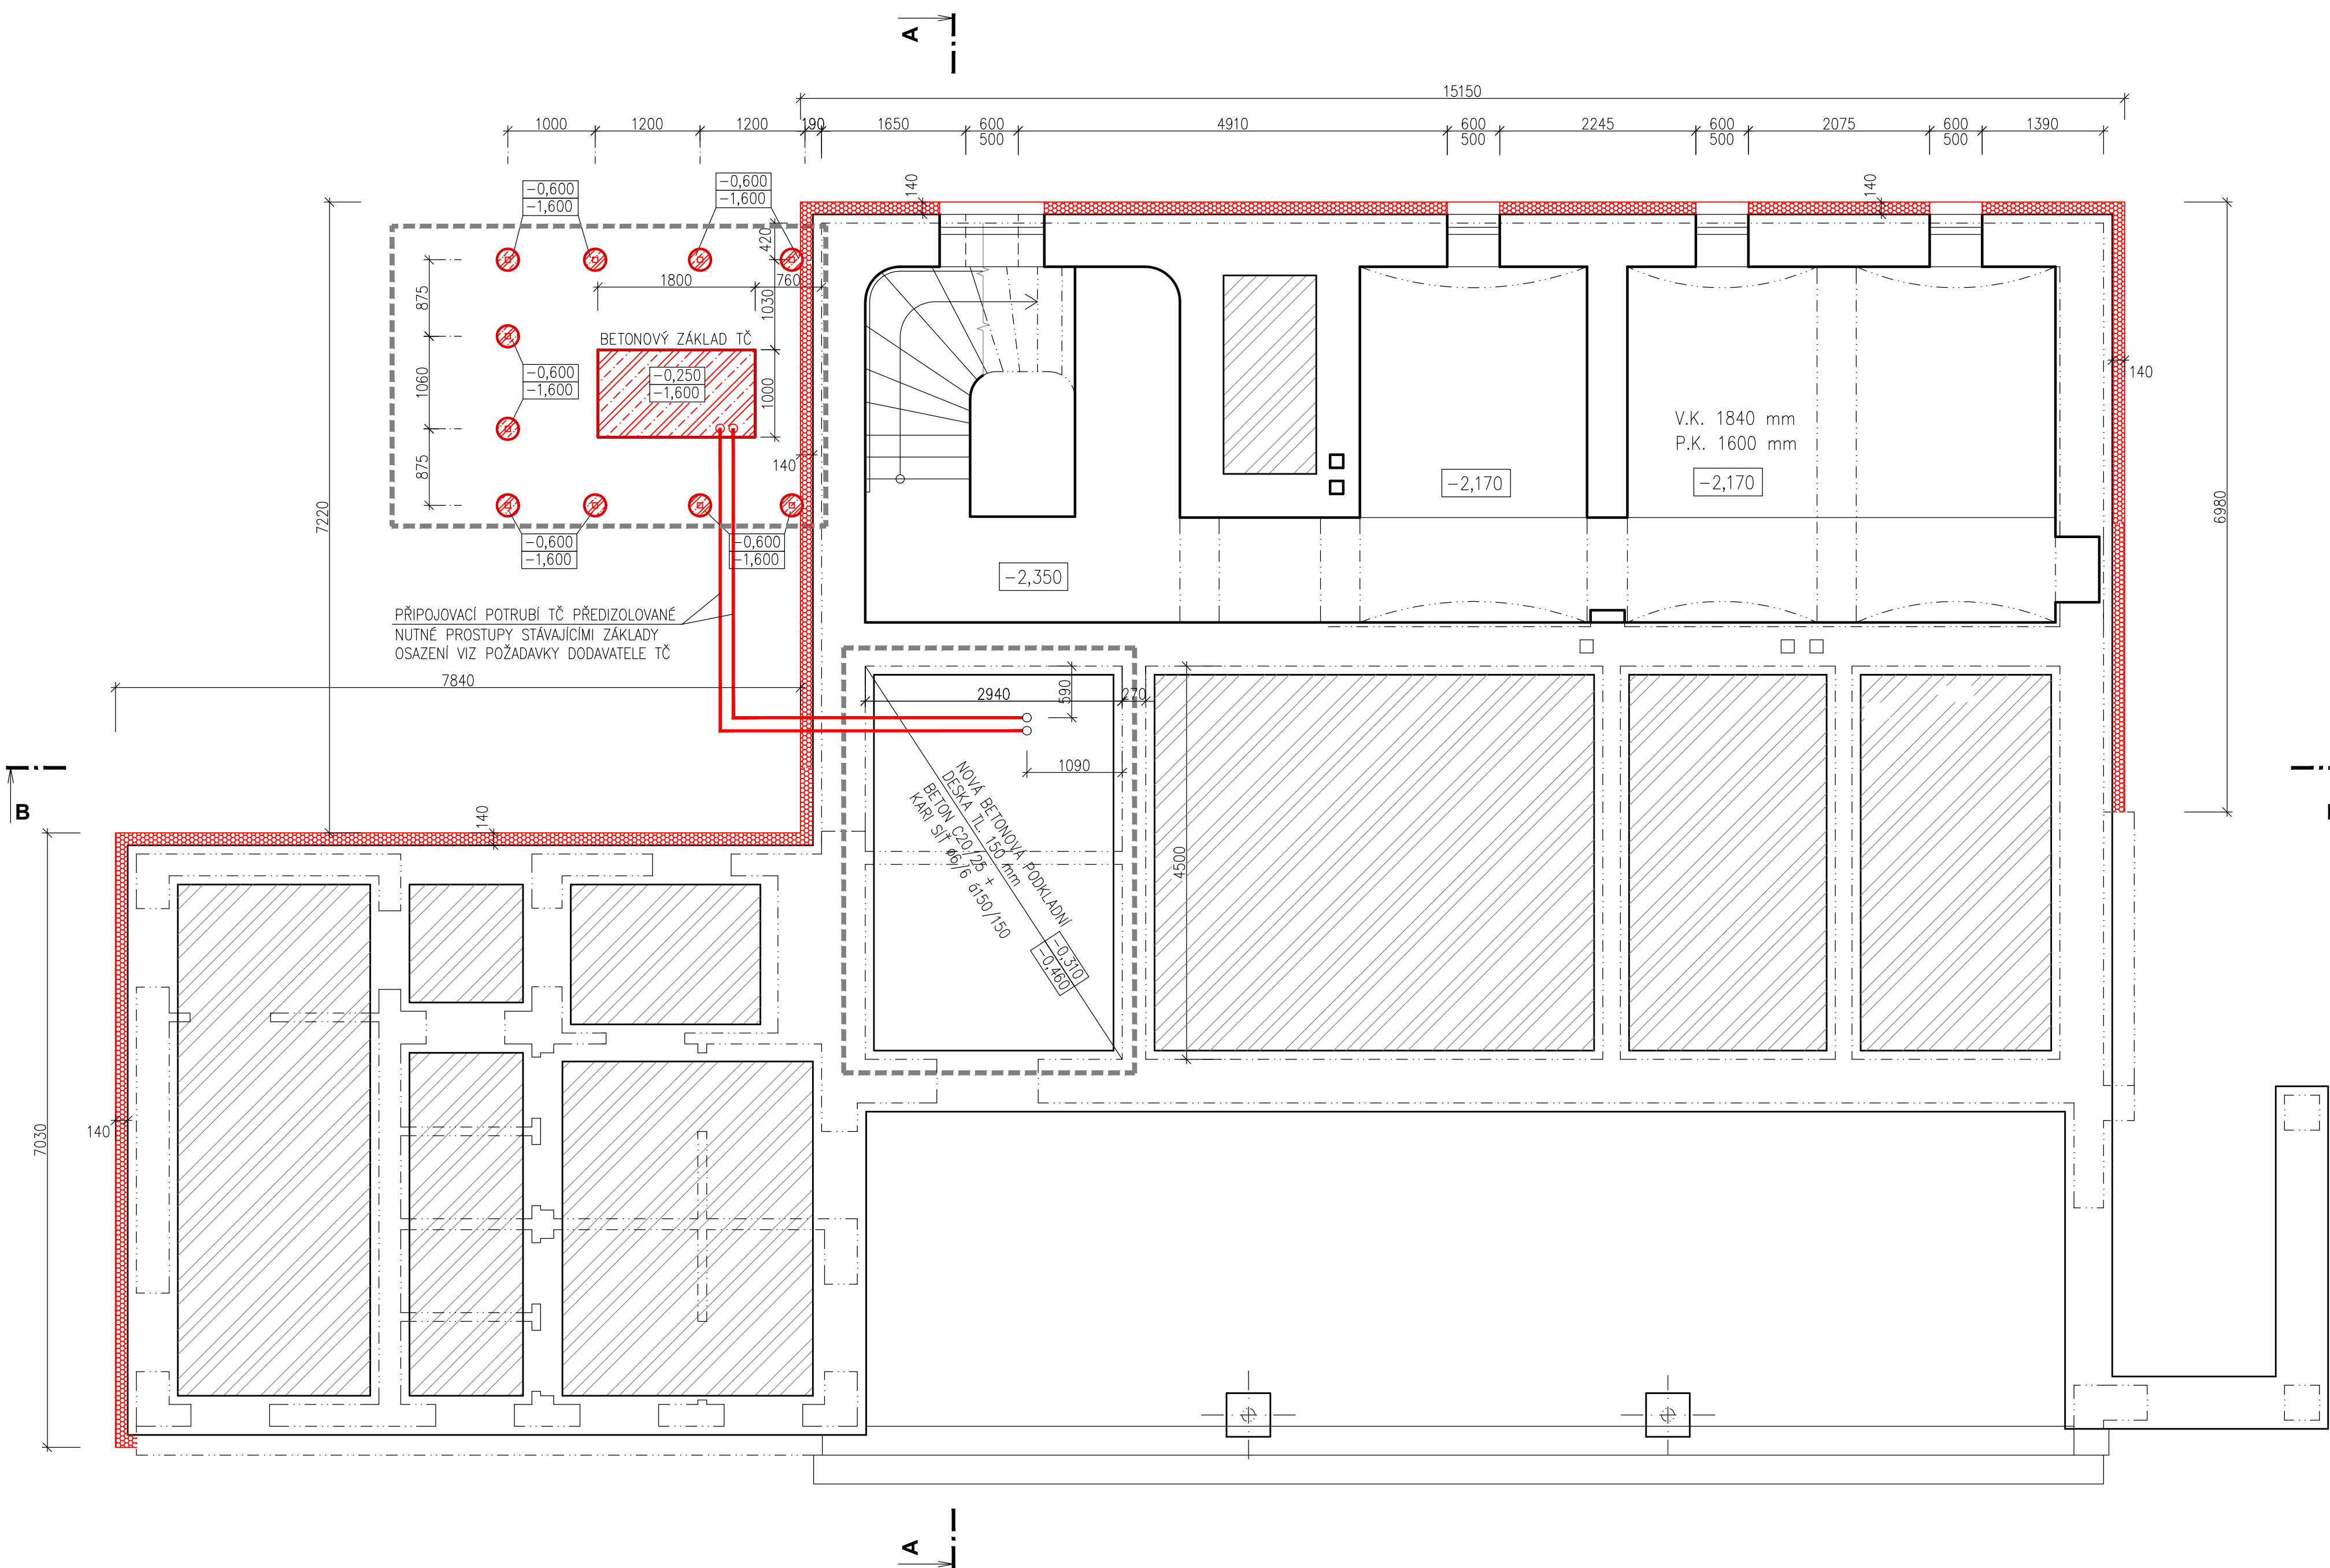 A
15150
1000 1200 1200 190 1650 600 4910 600 2245 600 2075 600 1390
500 500 500 500
140 140
-0,600 -0,600
-1,600 -1,600
420
1800 760
875 1030
BETONOVÝ ZÁKLAD TČ
-0,600
-1,600
-0,250
-1,600
1060 1000
140
V.K. 1840 mm
P.K. 1600 mm
875 140
-2,170 -2,170
7220 6980
-0,600 -0,600
-1,600 -1,600
-2,350
PŘIPOJOVACÍ POTRUBÍ TČ PŘEDIZOLOVANÉ
NUTNÉ PROSTUPY STÁVAJÍCÍMI ZÁKLADY
OSAZENÍ VIZ POŽADAVKY DODAVATELE TČ
7840
2940 590 270
1090
B
140
NOVÁ BETONOVÁ PODKLADNÍ
DESKA TL. 150 mm
BETON C20/25 +
KARI SÍŤ ø6/6 á150/150
4500
-0,310
-0,460
7030
140
A